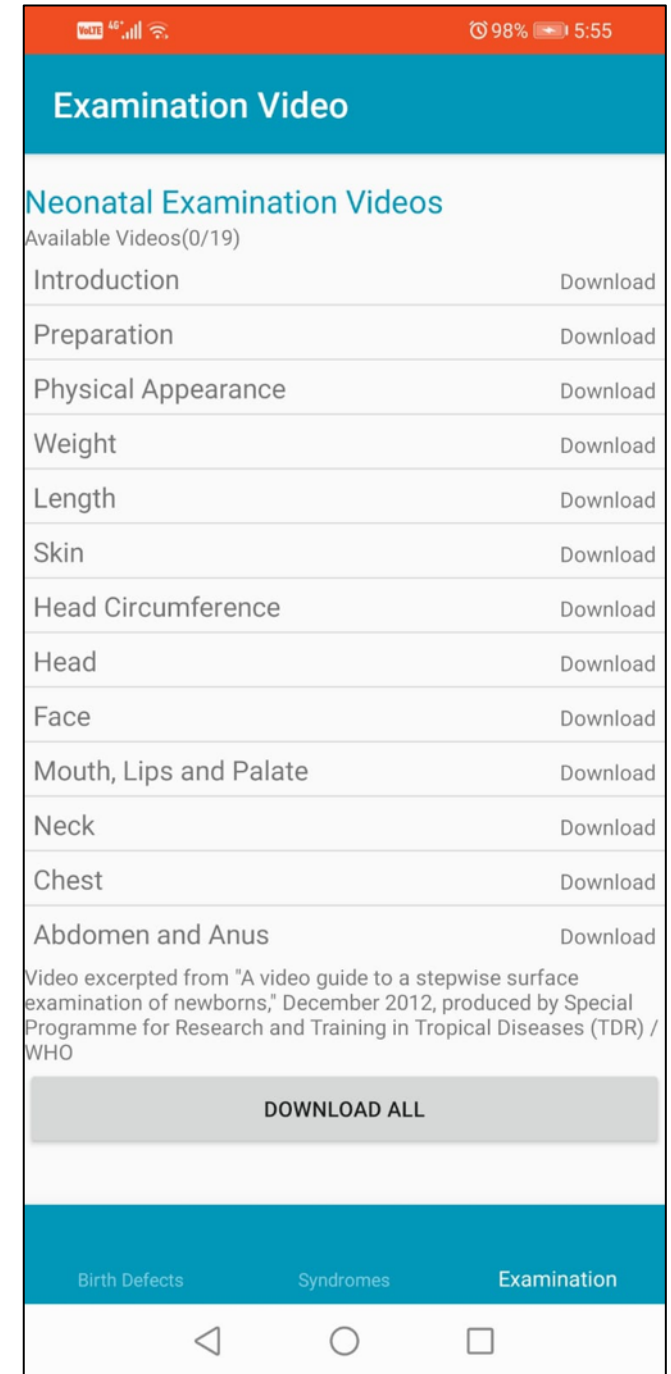 VoLTE 4G+ 98% 5:55
Examination Video
Neonatal Examination Videos
Available Videos(0/19)
Introduction Download
Preparation Download
Physical Appearance Download
Weight Download
Length Download
Skin Download
Head Circumference Download
Head Download
Face Download
Mouth, Lips and Palate Download
Neck Download
Chest Download
Abdomen and Anus Download
Video excerpted from "A video guide to a stepwise surface
examination of newborns," December 2012, produced by Special
Programme for Research and Training in Tropical Diseases (TDR) /
WHO
DOWNLOAD ALL
Birth Defects Syndromes Examination